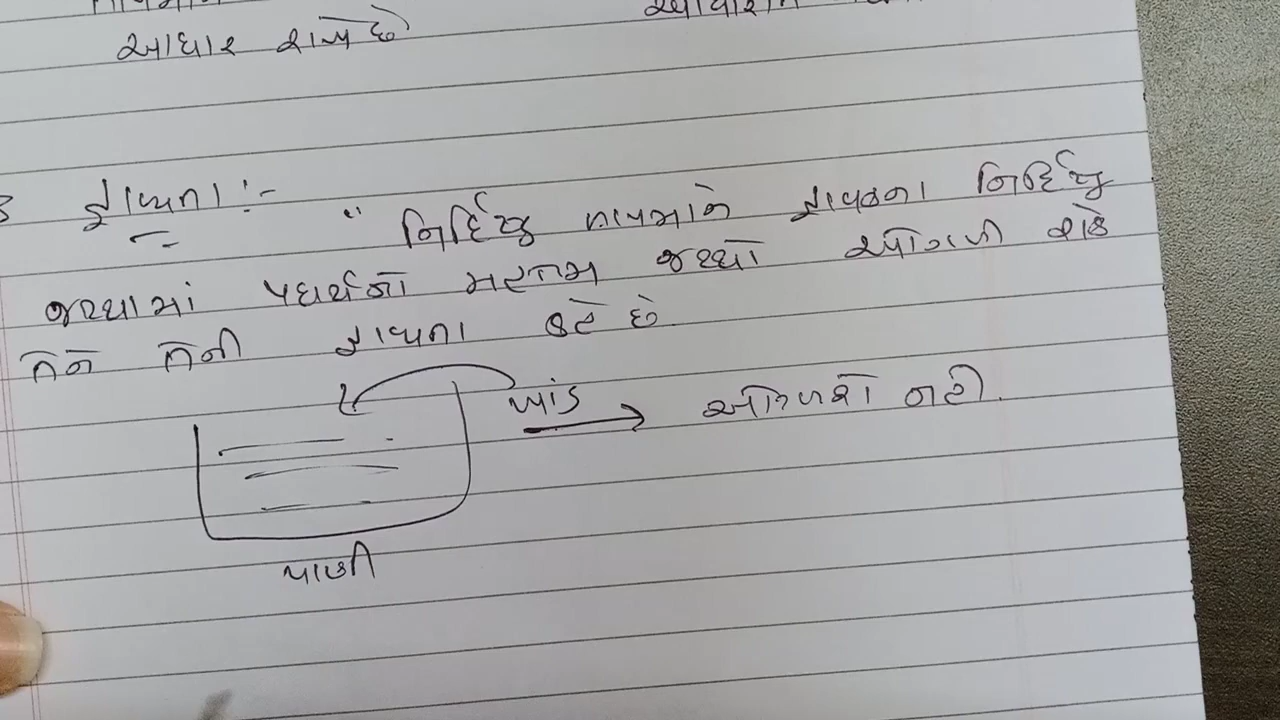 આધાર રાખે છે
દ્રાવ્યતા :-
" નિર્દિષ્ટ તાપમાને દ્રાવકના નિર્દિષ્ટ
જથ્થામાં પદાર્થનો મહત્તમ જથ્થો ઓગળી શકે
તેને તેની દ્રાવ્યતા કહે છે.
ખાંડ
ઓગળશે નહી.
પાણી